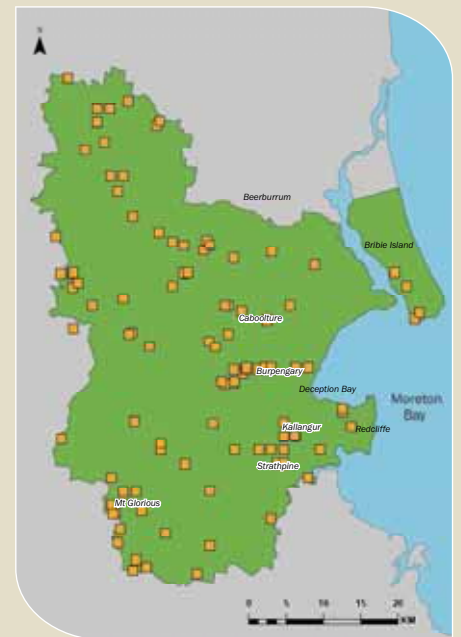 N
Beerburrum
Bribie Island
Caboolture
Burpengary
Deception Bay
Moreton
Bay
Kallangur
Redcliffe
Strathpine
Mt Glorious
0 5 10 15 20
KM